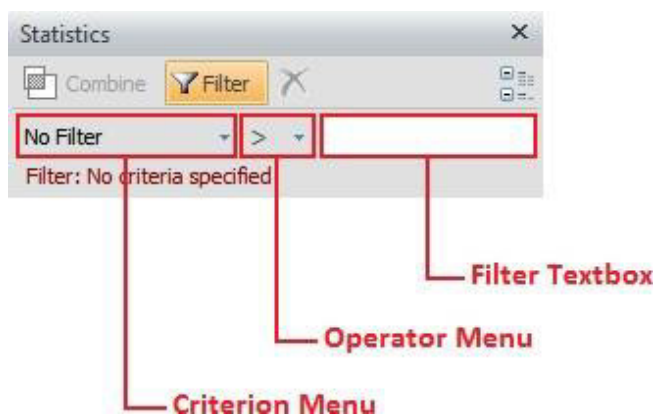 Statistics
Combine Filter
No Filter >
Filter: No criteria specified
Filter Textbox
Operator Menu
Criterion Menu